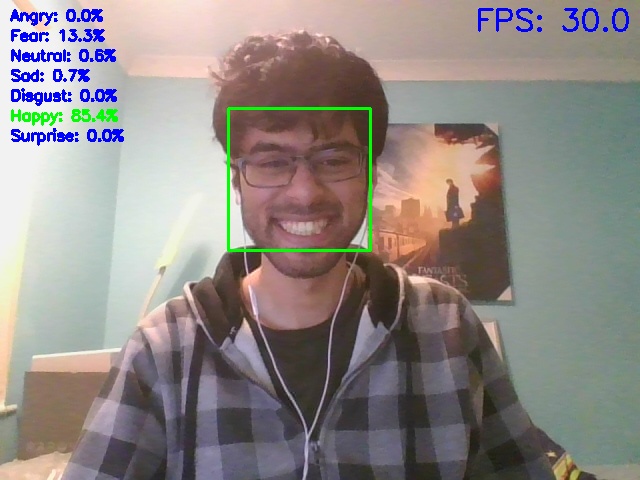 Angry: 0.0%
Fear: 13.3%
Neutral: 0.6%
Sad: 0.7%
Disgust: 0.0%
Happy: 85.4%
Surprise: 0.0%
FPS: 30.0
FANTASTIC